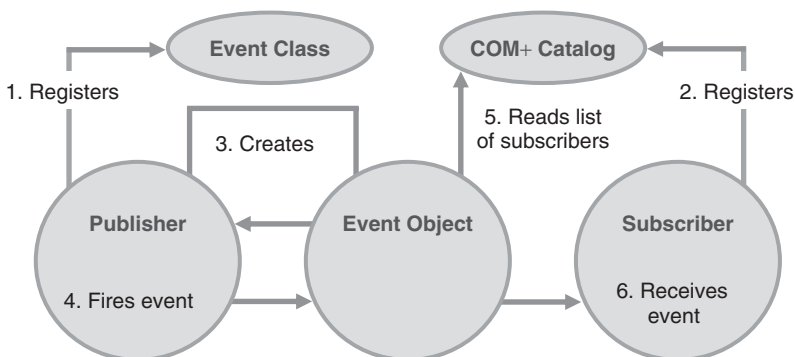 Event Class
COM+ Catalog
1. Registers
2. Registers
3. Creates
5. Reads list
of subscribers
Publisher
Event Object
Subscriber
4. Fires event
6. Receives
event